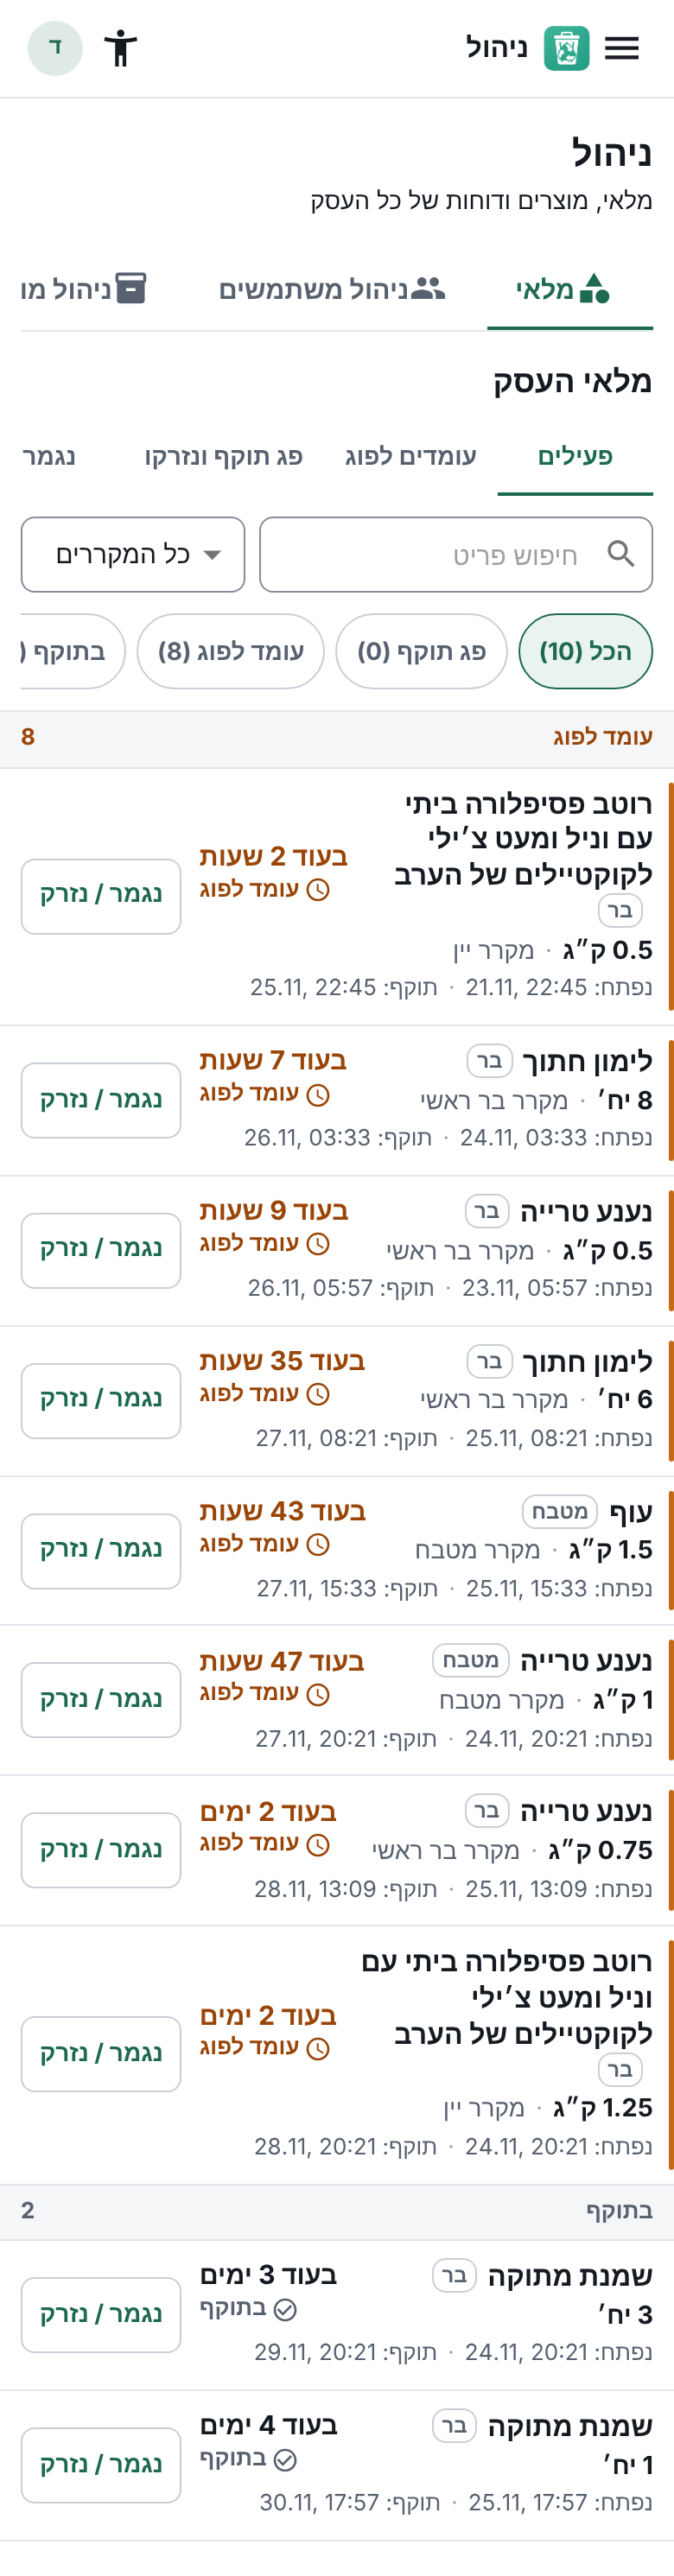 ניהול
ד
ניהול
מלאי, מוצרים ודוחות של כל העסק
מלאי
ניהול משתמשים
ניהול מו
מלאי העסק
פעילים
עומדים לפוג
פג תוקף ונזרקו
נגמר
חיפוש פריט
כל המקררים
הכל (10)
פג תוקף (0)
עומד לפוג (8)
בתוקף (
עומד לפוג
8
רוטב פסיפלורה ביתי
עם וניל ומעט צ׳ילי
לקוקטיילים של הערב
בר
0.5 ק״ג · מקרר יין
נפתח: 21.11, 22:45 · תוקף: 25.11, 22:45
בעוד 2 שעות
עומד לפוג
נגמר / נזרק
לימון חתוך בר
8 יח׳ · מקרר בר ראשי
נפתח: 24.11, 03:33 · תוקף: 26.11, 03:33
בעוד 7 שעות
עומד לפוג
נגמר / נזרק
נענע טרייה בר
0.5 ק״ג · מקרר בר ראשי
נפתח: 23.11, 05:57 · תוקף: 26.11, 05:57
בעוד 9 שעות
עומד לפוג
נגמר / נזרק
לימון חתוך בר
6 יח׳ · מקרר בר ראשי
נפתח: 25.11, 08:21 · תוקף: 27.11, 08:21
בעוד 35 שעות
עומד לפוג
נגמר / נזרק
עוף מטבח
1.5 ק״ג · מקרר מטבח
נפתח: 25.11, 15:33 · תוקף: 27.11, 15:33
בעוד 43 שעות
עומד לפוג
נגמר / נזרק
נענע טרייה מטבח
1 ק״ג · מקרר מטבח
נפתח: 24.11, 20:21 · תוקף: 27.11, 20:21
בעוד 47 שעות
עומד לפוג
נגמר / נזרק
נענע טרייה בר
0.75 ק״ג · מקרר בר ראשי
נפתח: 25.11, 13:09 · תוקף: 28.11, 13:09
בעוד 2 ימים
עומד לפוג
נגמר / נזרק
רוטב פסיפלורה ביתי עם
וניל ומעט צ׳ילי
לקוקטיילים של הערב
בר
1.25 ק״ג · מקרר יין
נפתח: 24.11, 20:21 · תוקף: 28.11, 20:21
בעוד 2 ימים
עומד לפוג
נגמר / נזרק
בתוקף
2
שמנת מתוקה בר
3 יח׳
נפתח: 24.11, 20:21 · תוקף: 29.11, 20:21
בעוד 3 ימים
בתוקף
נגמר / נזרק
שמנת מתוקה בר
1 יח׳
נפתח: 25.11, 17:57 · תוקף: 30.11, 17:57
בעוד 4 ימים
בתוקף
נגמר / נזרק